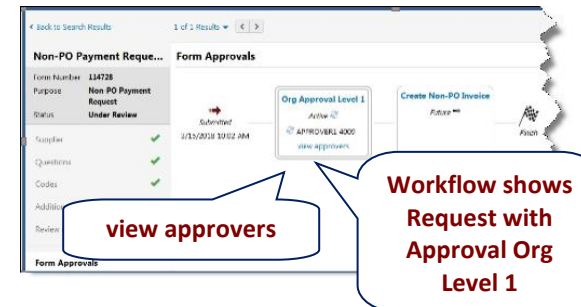 Back to Search Results
1 of 1 Results
Non-PO Payment Reque...
Form Number 114728
Purpose Non-PO Payment Request
Status Under Review
Supplier
Questions
Codes
Additio
Review
Form Approvals
Form Approvals
Submitted
3/15/2018 10:02 AM
Org Approval Level 1
Active
APPROVER1 4009
view approvers
Create Non-PO Invoice
Future
Finish
view approvers
Workflow shows
Request with
Approval Org
Level 1